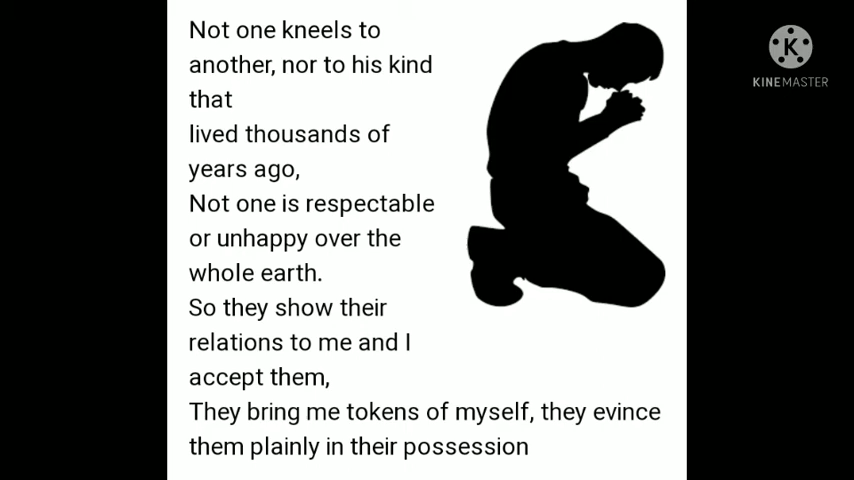 Not one kneels to
another, nor to his kind
that
lived thousands of
years ago,
Not one is respectable
or unhappy over the
whole earth.
So they show their
relations to me and I
accept them,
They bring me tokens of myself, they evince
them plainly in their possession
K
KINEMASTER